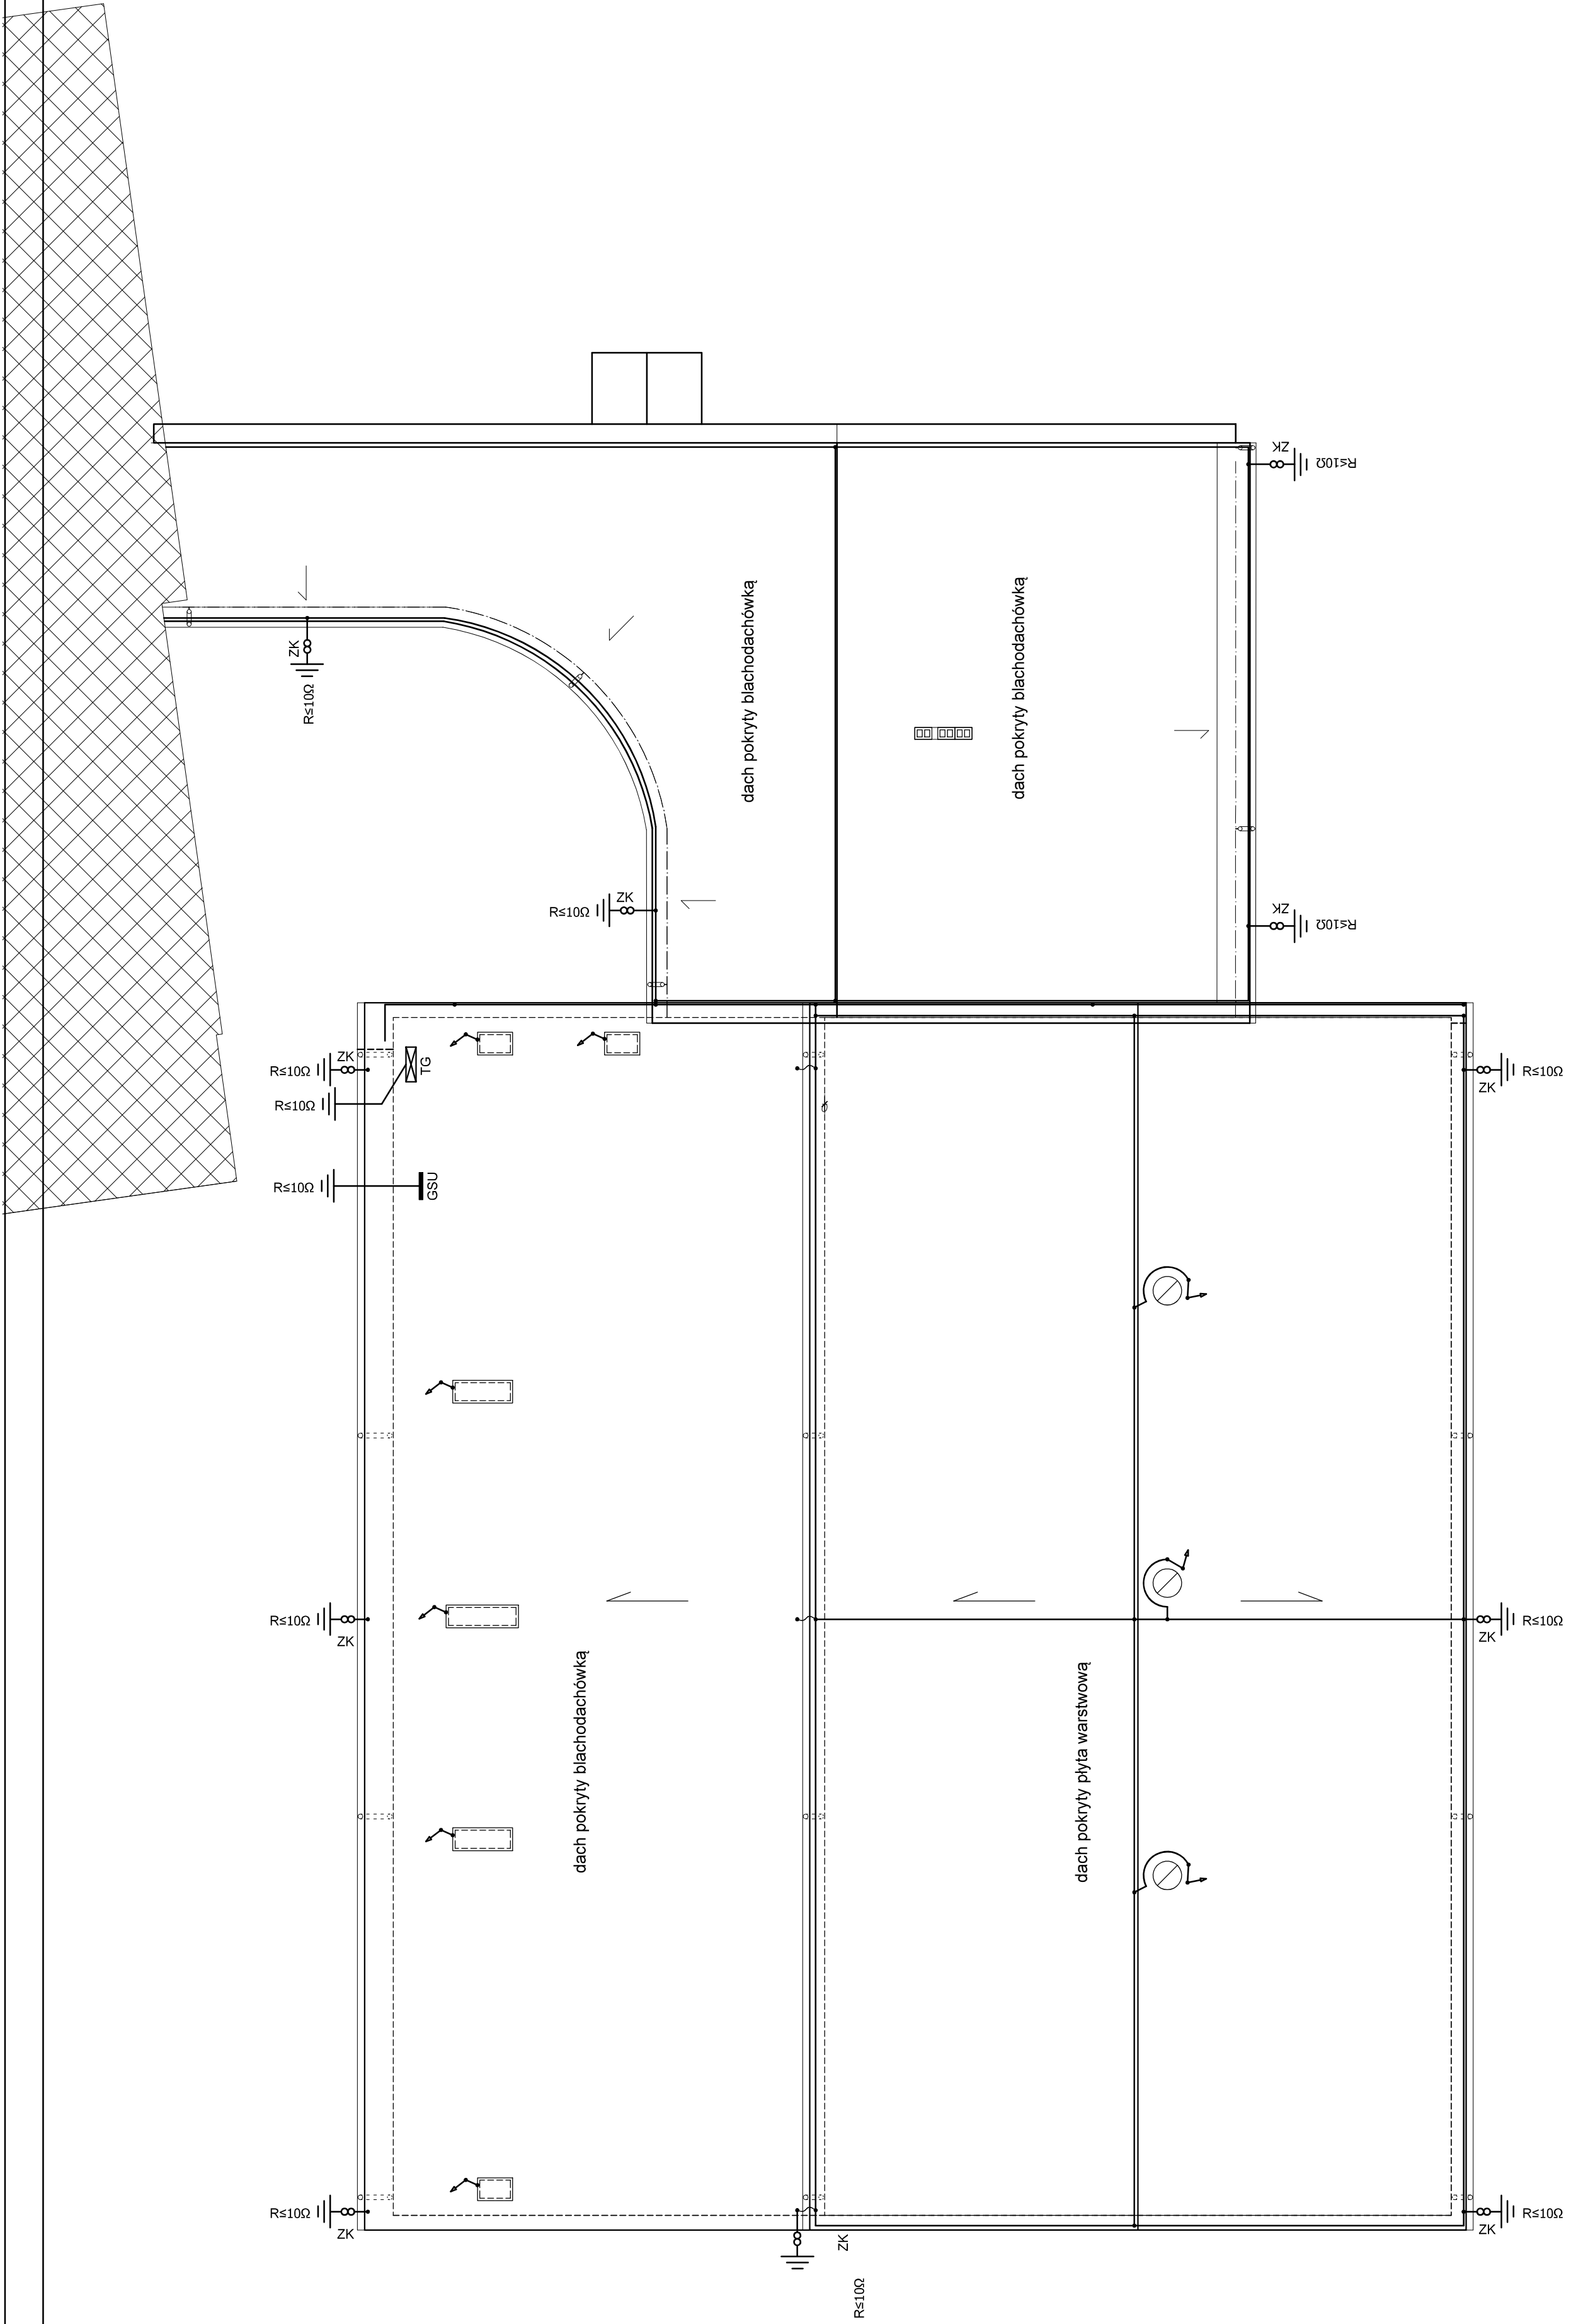 ZK
R≤10Ω
ZK
R≤10Ω
dach pokryty blachodachówką
dach pokryty blachodachówką
ZK
R≤10Ω
ZK
R≤10Ω
ZK
R≤10Ω
TG
R≤10Ω
R≤10Ω
ZK
R≤10Ω
GSU
R≤10Ω
ZK
R≤10Ω
ZK
dach pokryty blachodachówką
dach pokryty płyta warstwową
R≤10Ω
ZK
ZK
R≤10Ω
R≤10Ω
ZK